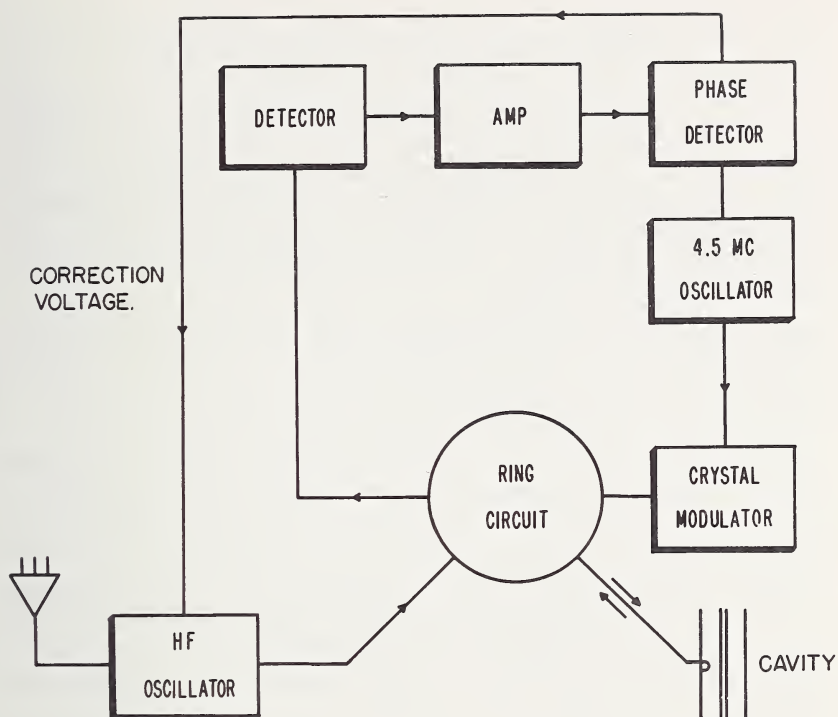 DETECTOR
AMP
PHASE
DETECTOR
4.5 MC
OSCILLATOR
CORRECTION
VOLTAGE.
RING
CIRCUIT
CRYSTAL
MODULATOR
HF
OSCILLATOR
CAVITY